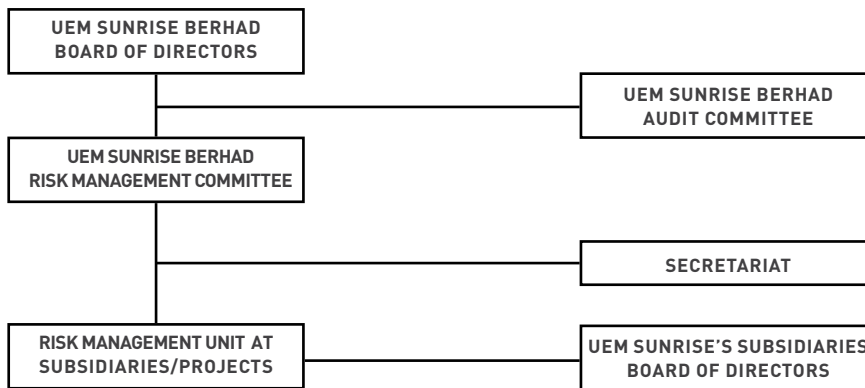 UEM SUNRISE BERHAD
BOARD OF DIRECTORS
UEM SUNRISE BERHAD
AUDIT COMMITTEE
UEM SUNRISE BERHAD
RISK MANAGEMENT COMMITTEE
SECRETARIAT
RISK MANAGEMENT UNIT AT
SUBSIDIARIES/PROJECTS
UEM SUNRISE'S SUBSIDIARIES
BOARD OF DIRECTORS